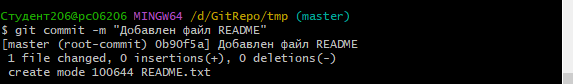 Студент206@pc06206 MINGW64 /d/GitRepo/tmp (master)
$ git commit -m "Добавлен файл README"
[master (root-commit) 0b90f5a] Добавлен файл README
1 file changed, 0 insertions(+), 0 deletions(-)
create mode 100644 README.txt